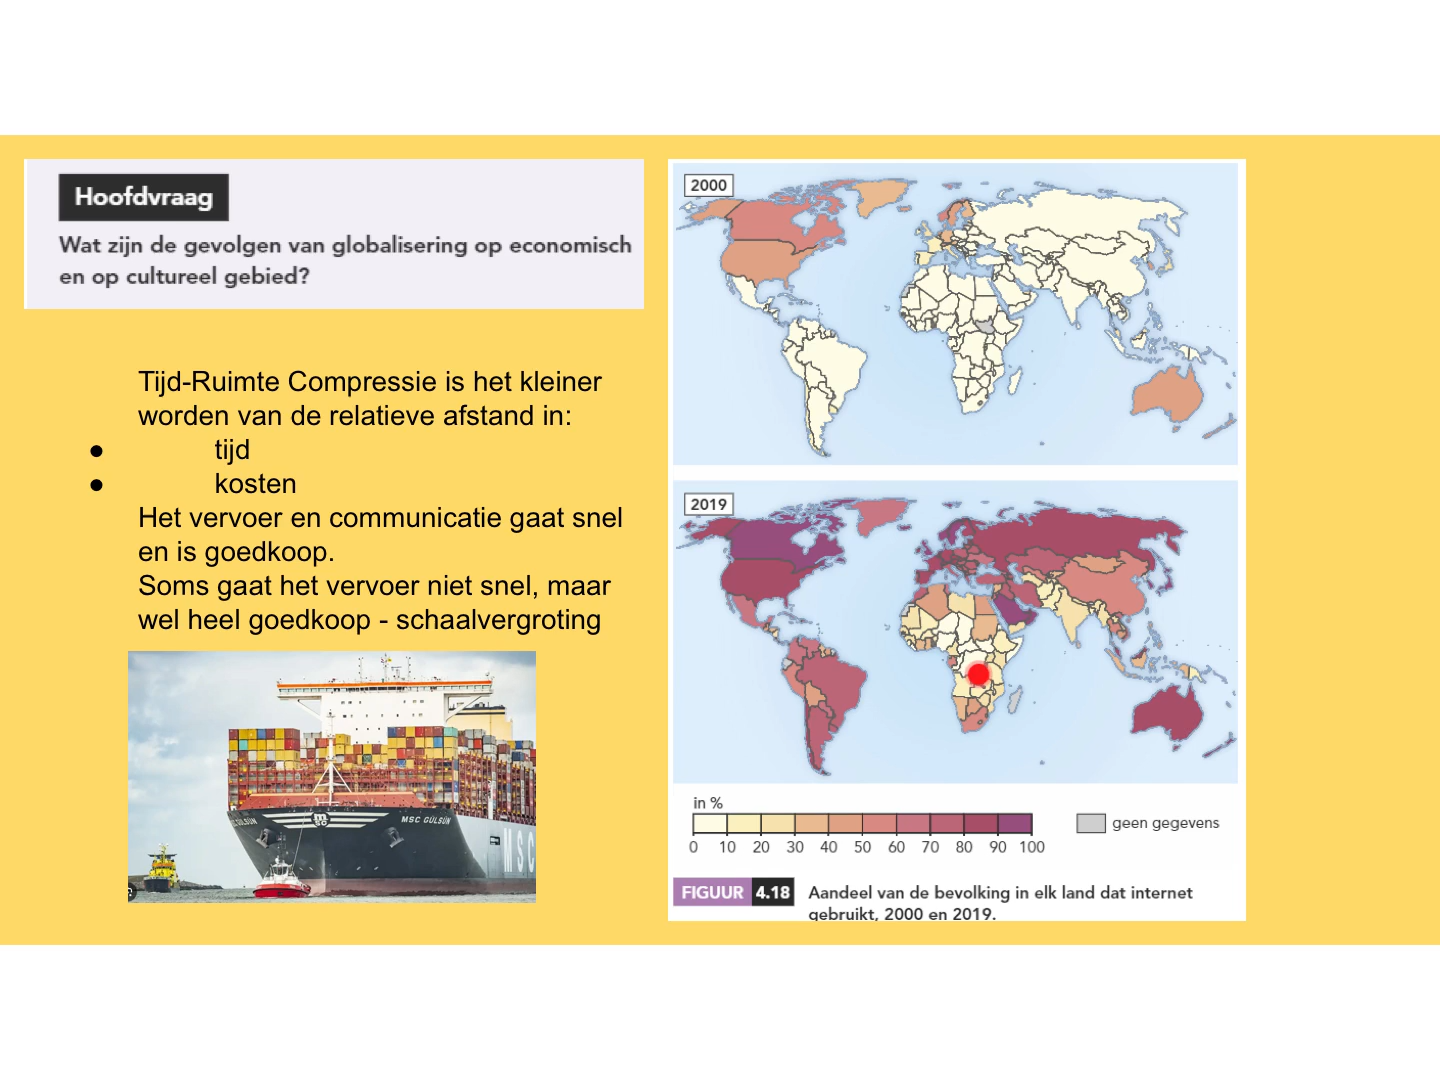 Hoofdvraag
Wat zijn de gevolgen van globalisering op economisch
en op cultureel gebied?
Tijd-Ruimte Compressie is het kleiner
worden van de relatieve afstand in:
● tijd
● kosten
Het vervoer en communicatie gaat snel
en is goedkoop.
Soms gaat het vervoer niet snel, maar
wel heel goedkoop - schaalvergroting
MSC GÜLSÜN
MSC
2000
2019
in %
0 10 20 30 40 50 60 70 80 90 100
geen gegevens
FIGUUR 4.18 Aandeel van de bevolking in elk land dat internet
gebruikt, 2000 en 2019.